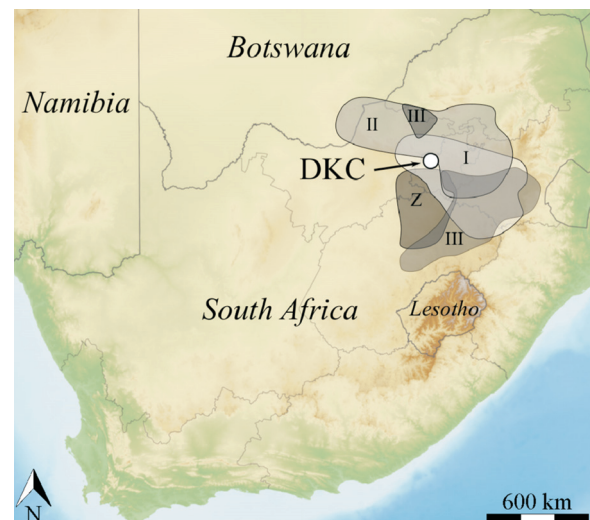 Botswana
Namibia
III
II
I
DKC
Z
III
South Africa
Lesotho
N
600 km